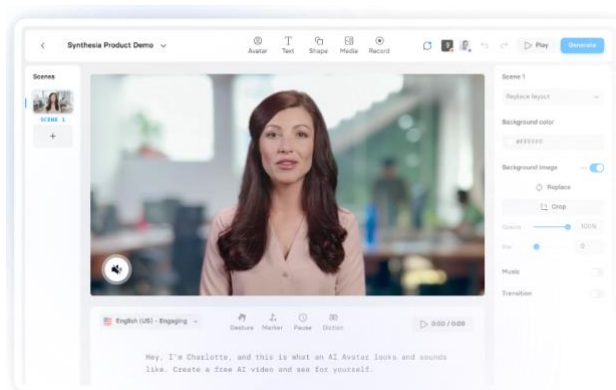 Synthesia Product Demo
Avatar
Text
Shape
Media
Record
Play
Generate
Scenes
SCENE 1
Scene 1
Replace layout
Background color
#FFFFFF
Background image
Replace
Crop
Opacity
100%
Blur
0
Music
Transition
English (US) - Engaging
Gesture
Marker
Pause
Diction
0:00 / 0:08
Hey, I'm Charlotte, and this is what an AI Avatar looks and sounds
like. Create a free AI video and see for yourself.